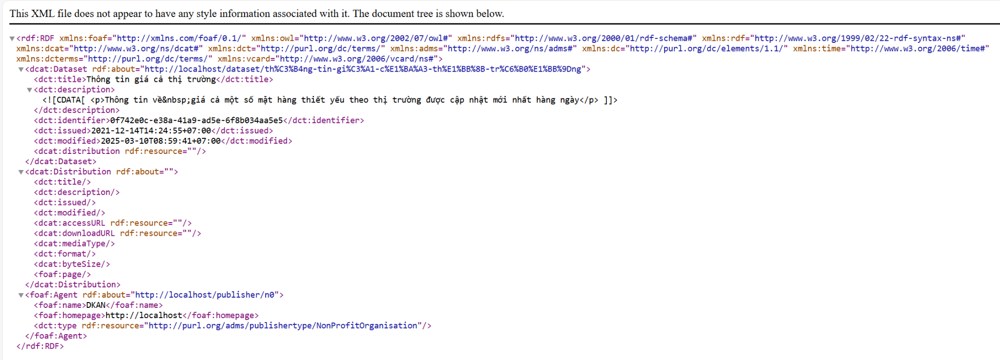 This XML file does not appear to have any style information associated with it. The document tree is shown below.
▼<rdf:RDF xmlns:foaf="http://xmlns.com/foaf/0.1/" xmlns:owl="http://www.w3.org/2002/07/owl#" xmlns:rdfs="http://www.w3.org/2000/01/rdf-schema#" xmlns:rdf="http://www.w3.org/1999/02/22-rdf-syntax-ns#"
xmlns:dcat="http://www.w3.org/ns/dcat#" xmlns:dct="http://purl.org/dc/terms/" xmlns:adms="http://www.w3.org/ns/adms#" xmlns:dc="http://purl.org/dc/elements/1.1/" xmlns:time="http://www.w3.org/2006/time#"
xmlns:dcterms="http://purl.org/dc/terms/" xmlns:vcard="http://www.w3.org/2006/vcard/ns#">
▼<dcat:Dataset rdf:about="http://localhost/dataset/th%C3%B4ng-tin-gi%C3%A1-c%E1%BA%A3-th%E1%BB%8B-tr%C6%B0%E1%BB%9Dng">
<dct:title>Thông tin giá cả thị trường</dct:title>
▼<dct:description>
<![CDATA[ <p>Thông tin về&nbsp;giá cả một số mặt hàng thiết yếu theo thị trường được cập nhật mới nhất hàng ngày</p> ]]>
</dct:description>
<dct:identifier>0f742e0c-e38a-41a9-ad5e-6f8b034aa5e5</dct:identifier>
<dct:issued>2021-12-14T14:24:55+07:00</dct:issued>
<dct:modified>2025-03-10T08:59:41+07:00</dct:modified>
<dcat:distribution rdf:resource=""/>
</dcat:Dataset>
▼<dcat:Distribution rdf:about="">
<dct:title/>
<dct:description/>
<dct:issued/>
<dct:modified/>
<dcat:accessURL rdf:resource=""/>
<dcat:downloadURL rdf:resource=""/>
<dcat:mediaType/>
<dct:format/>
<dcat:byteSize/>
<foaf:page/>
</dcat:Distribution>
▼<foaf:Agent rdf:about="http://localhost/publisher/n0">
<foaf:name>DKAN</foaf:name>
<foaf:homepage>http://localhost</foaf:homepage>
<dct:type rdf:resource="http://purl.org/adms/publishertype/NonProfitOrganisation"/>
</foaf:Agent>
</rdf:RDF>